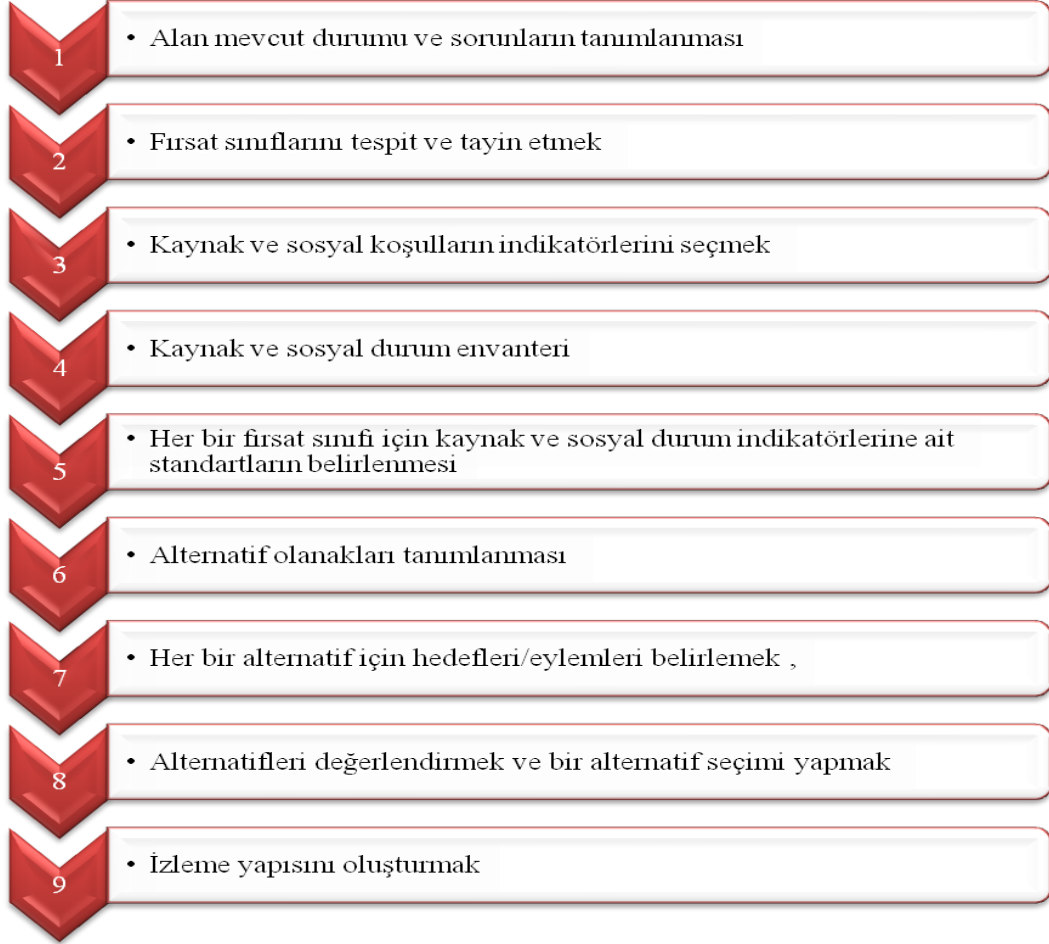 1
• Alan mevcut durumu ve sorunların tanımlanması
2
• Fırsat sınıflarını tespit ve tayin etmek
3
• Kaynak ve sosyal koşulların indikatörlerini seçmek
4
• Kaynak ve sosyal durum envanteri
5
• Her bir fırsat sınıfı için kaynak ve sosyal durum indikatörlerine ait
standartların belirlenmesi
6
• Alternatif olanakları tanımlanması
7
• Her bir alternatif için hedefleri/eylemleri belirlemek ,
8
• Alternatifleri değerlendirmek ve bir alternatif seçimi yapmak
9
• İzleme yapısını oluşturmak